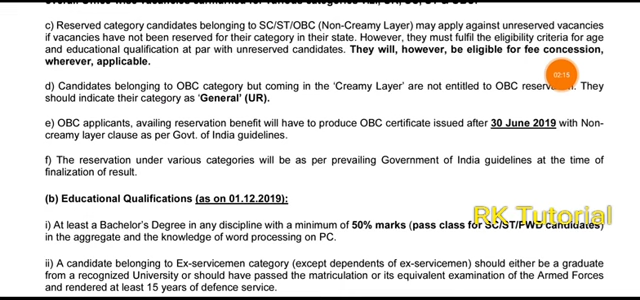 c) Reserved category candidates belonging to SC/ST/OBC (Non-Creamy Layer) may apply against unreserved vacancies
if vacancies have not been reserved for their category in their state. However, they must fulfil the eligibility criteria for age
and educational qualification at par with unreserved candidates. They will, however, be eligible for fee concession,
wherever, applicable.
02:15
d) Candidates belonging to OBC category but coming in the ‘Creamy Layer’ are not entitled to OBC They
should indicate their category as ‘General’ (UR).
e) OBC applicants, availing reservation benefit will have to produce OBC certificate issued after 30 June 2019 with Non-
creamy layer clause as per Govt. of India guidelines.
f) The reservation under various categories will be as per prevailing Government of India guidelines at the time of
finalization of result.
(b) Educational Qualifications (as on 01.12.2019):
RK Tutorial
i) At least a Bachelor’s Degree in any discipline with a minimum of 50% marks (pass class for SC/ST/PWD candidates)
in the aggregate and the knowledge of word processing on PC.
ii) A candidate belonging to Ex-servicemen category (except dependents of ex-servicemen) should either be a graduate
from a recognized University or should have passed the matriculation or its equivalent examination of the Armed Forces
and rendered at least 15 years of defence service.